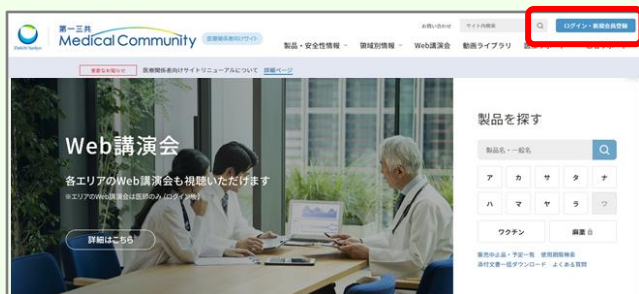 Daiichi-Sankyo
第一三共
Medical Community
医療関係者向けサイト
お問い合わせ
サイト内検索
ログイン・新規会員登録
製品・安全性情報
領域別情報
Web講演会
動画ライブラリ
重要なお知らせ
医療関係者向けサイトリニューアルについて 詳細ページ
Web講演会
各エリアのWeb講演会も視聴いただけます
※エリアのWeb講演会は医師のみ(ログイン後)
詳細はこちら
製品を探す
製品名・一般名
ア カ サ タ ナ
ハ マ ヤ ラ ワ
ワクチン 麻薬
販売中止品・予定一覧 使用期限検索
添付文書一括ダウンロード よくある質問